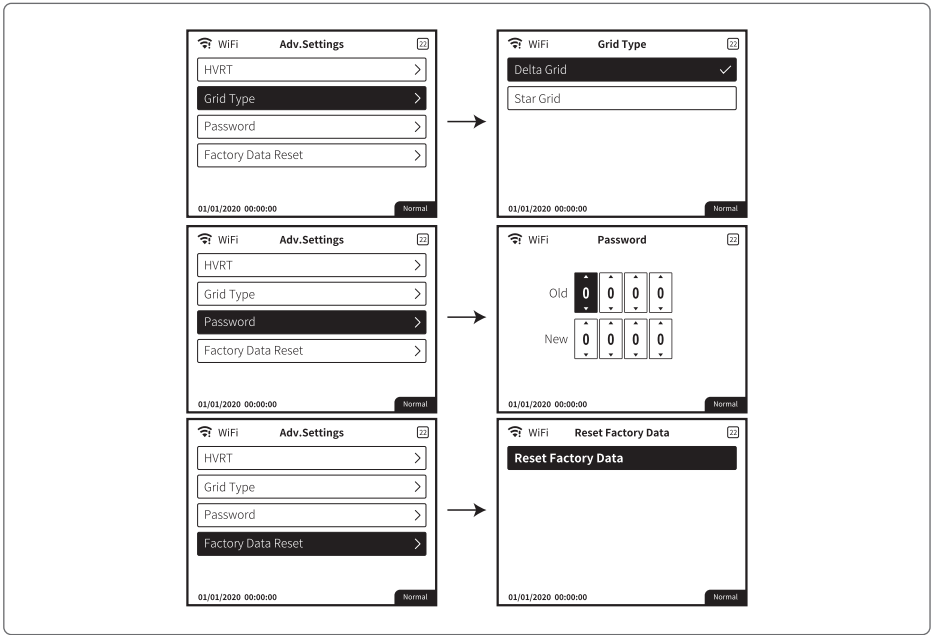 WiFi Adv.Settings 22
HVRT
Grid Type
Password
Factory Data Reset
01/01/2020 00:00:00 Normal
WiFi Grid Type 22
Delta Grid
Star Grid
01/01/2020 00:00:00 Normal
WiFi Adv.Settings 22
HVRT
Grid Type
Password
Factory Data Reset
01/01/2020 00:00:00 Normal
WiFi Password 22
Old 0 0 0 0
New 0 0 0 0
01/01/2020 00:00:00 Normal
WiFi Adv.Settings 22
HVRT
Grid Type
Password
Factory Data Reset
01/01/2020 00:00:00 Normal
WiFi Reset Factory Data 22
Reset Factory Data
01/01/2020 00:00:00 Normal